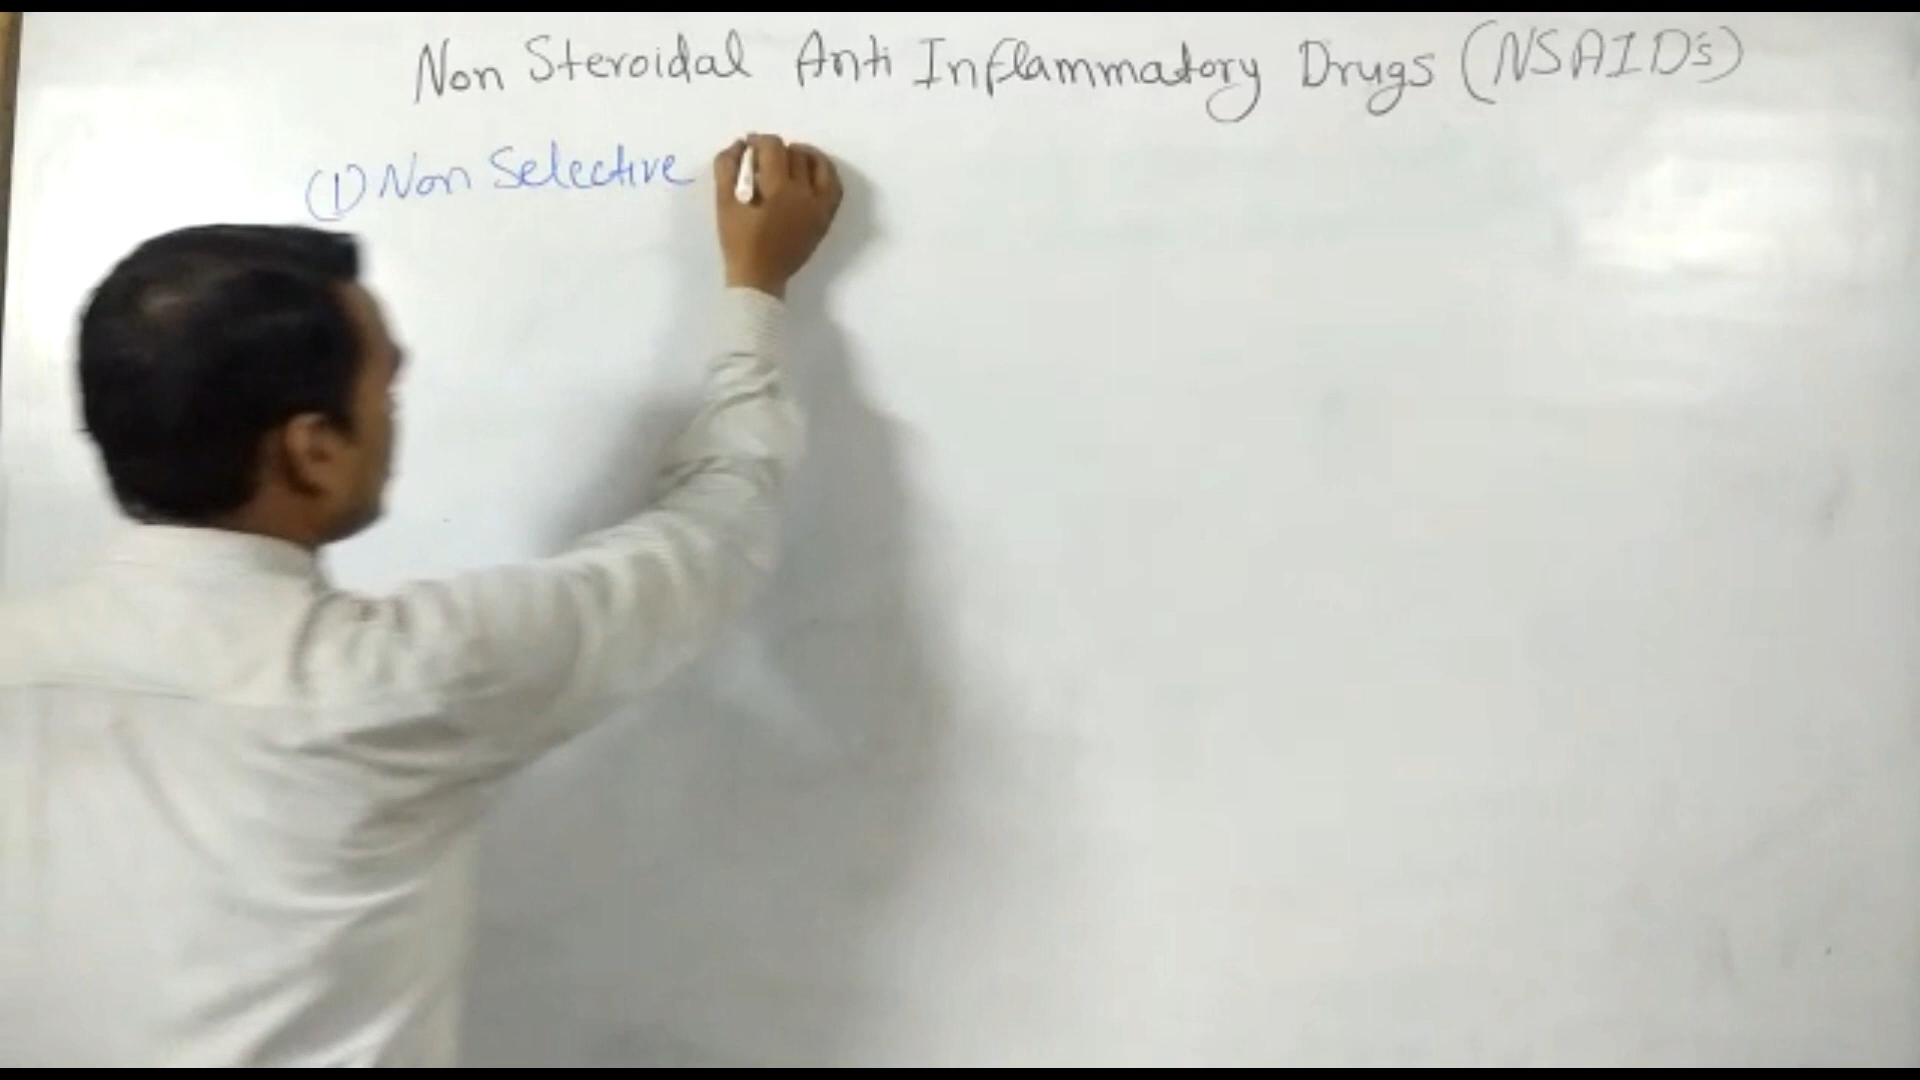 Non Steroidal Anti Inflammatory Drugs (NSAID's)
(1) Non Selective